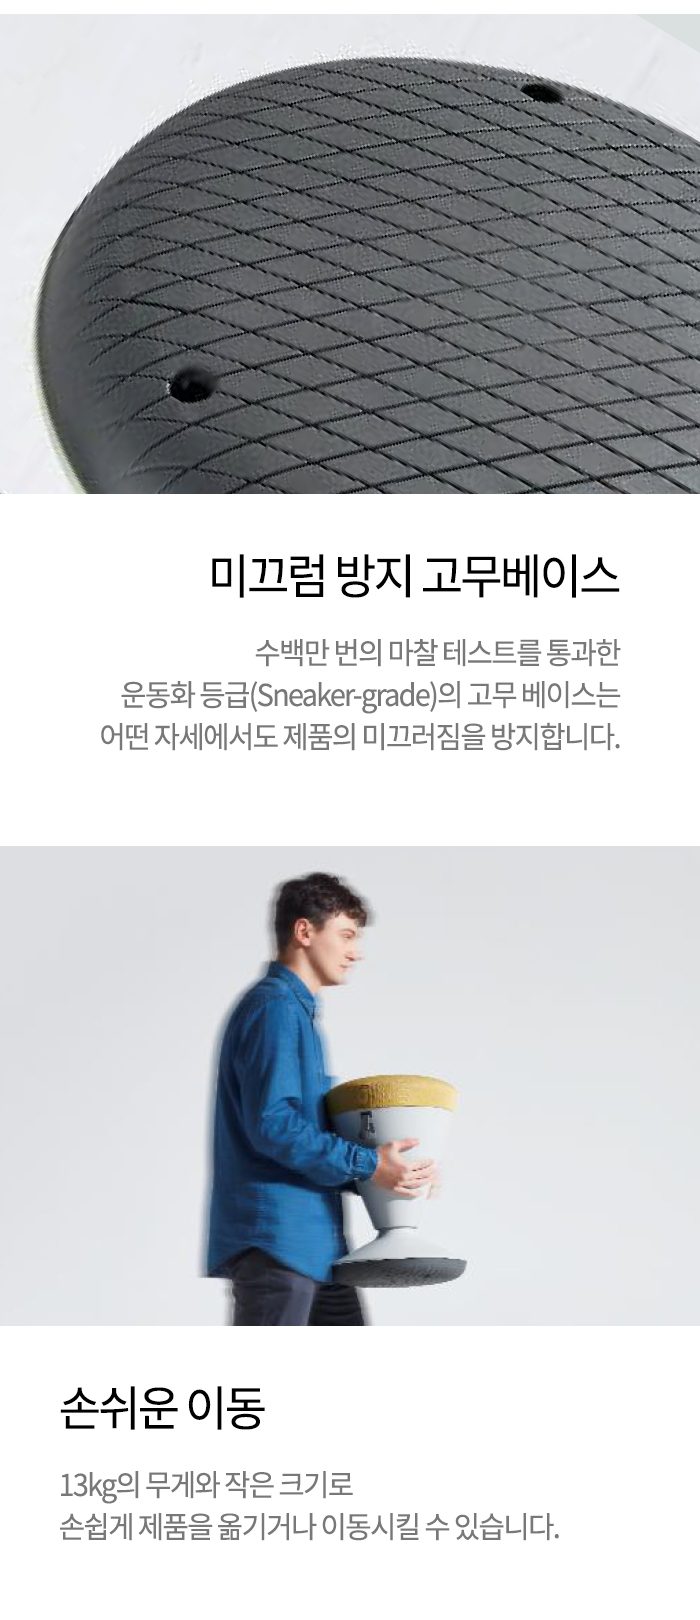 미끄럼 방지 고무베이스
수백만 번의 마찰 테스트를 통과한
운동화 등급(Sneaker-grade)의 고무 베이스는
어떤 자세에서도 제품의 미끄러짐을 방지합니다.
손쉬운 이동
13kg의 무게와 작은 크기로
손쉽게 제품을 옮기거나 이동시킬 수 있습니다.